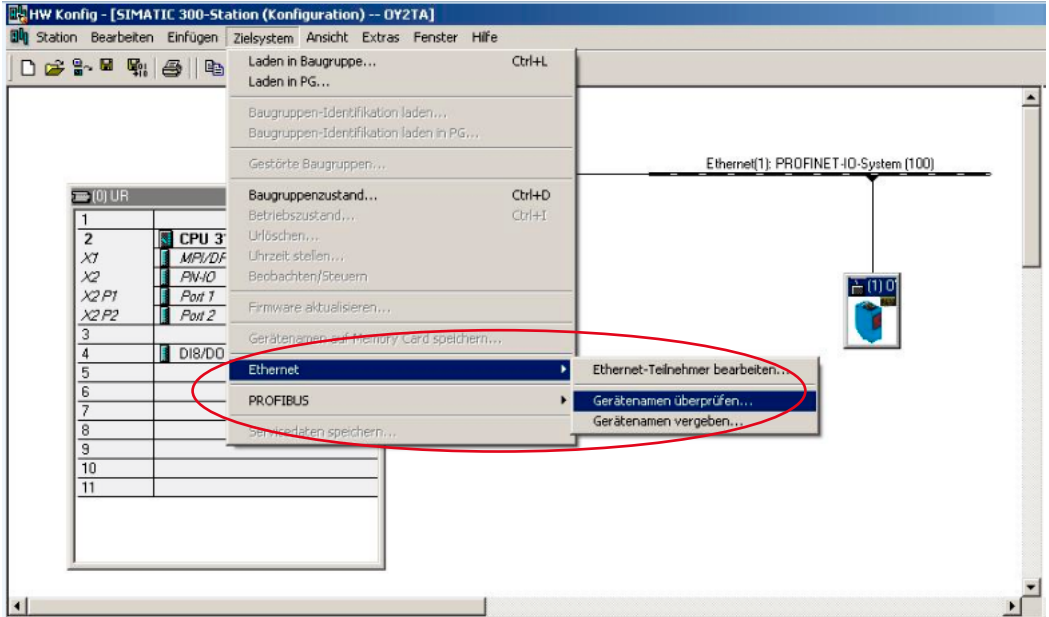 HW Konfig - [SIMATIC 300-Station (Konfiguration) -- OY2TA]
Station Bearbeiten Einfügen Zielsystem Ansicht Extras Fenster Hilfe
Laden in Baugruppe... Ctrl+L
Laden in PG...
Baugruppen-Identifikation laden...
Baugruppen-Identifikation laden in PG...
Gestörte Baugruppen...
Baugruppenzustand... Ctrl+D
Betriebszustand... Ctrl+I
Urlöschen...
Uhrzeit stellen...
Beobachten/Steuern
Firmware aktualisieren...
Gerätenamen auf Memory Card speichern...
Ethernet
PROFIBUS
Servicedaten speichern...
Ethernet-Teilnehmer bearbeiten...
Gerätenamen überprüfen...
Gerätenamen vergeben...
Ethernet(1): PROFINET-IO-System (100)
(1) O
(0) UR
1
2 CPU 3
X1 MPI/DP
X2 PN-IO
X2 P1 Port 1
X2 P2 Port 2
3
4 DI8/DO
5
6
7
8
9
10
11